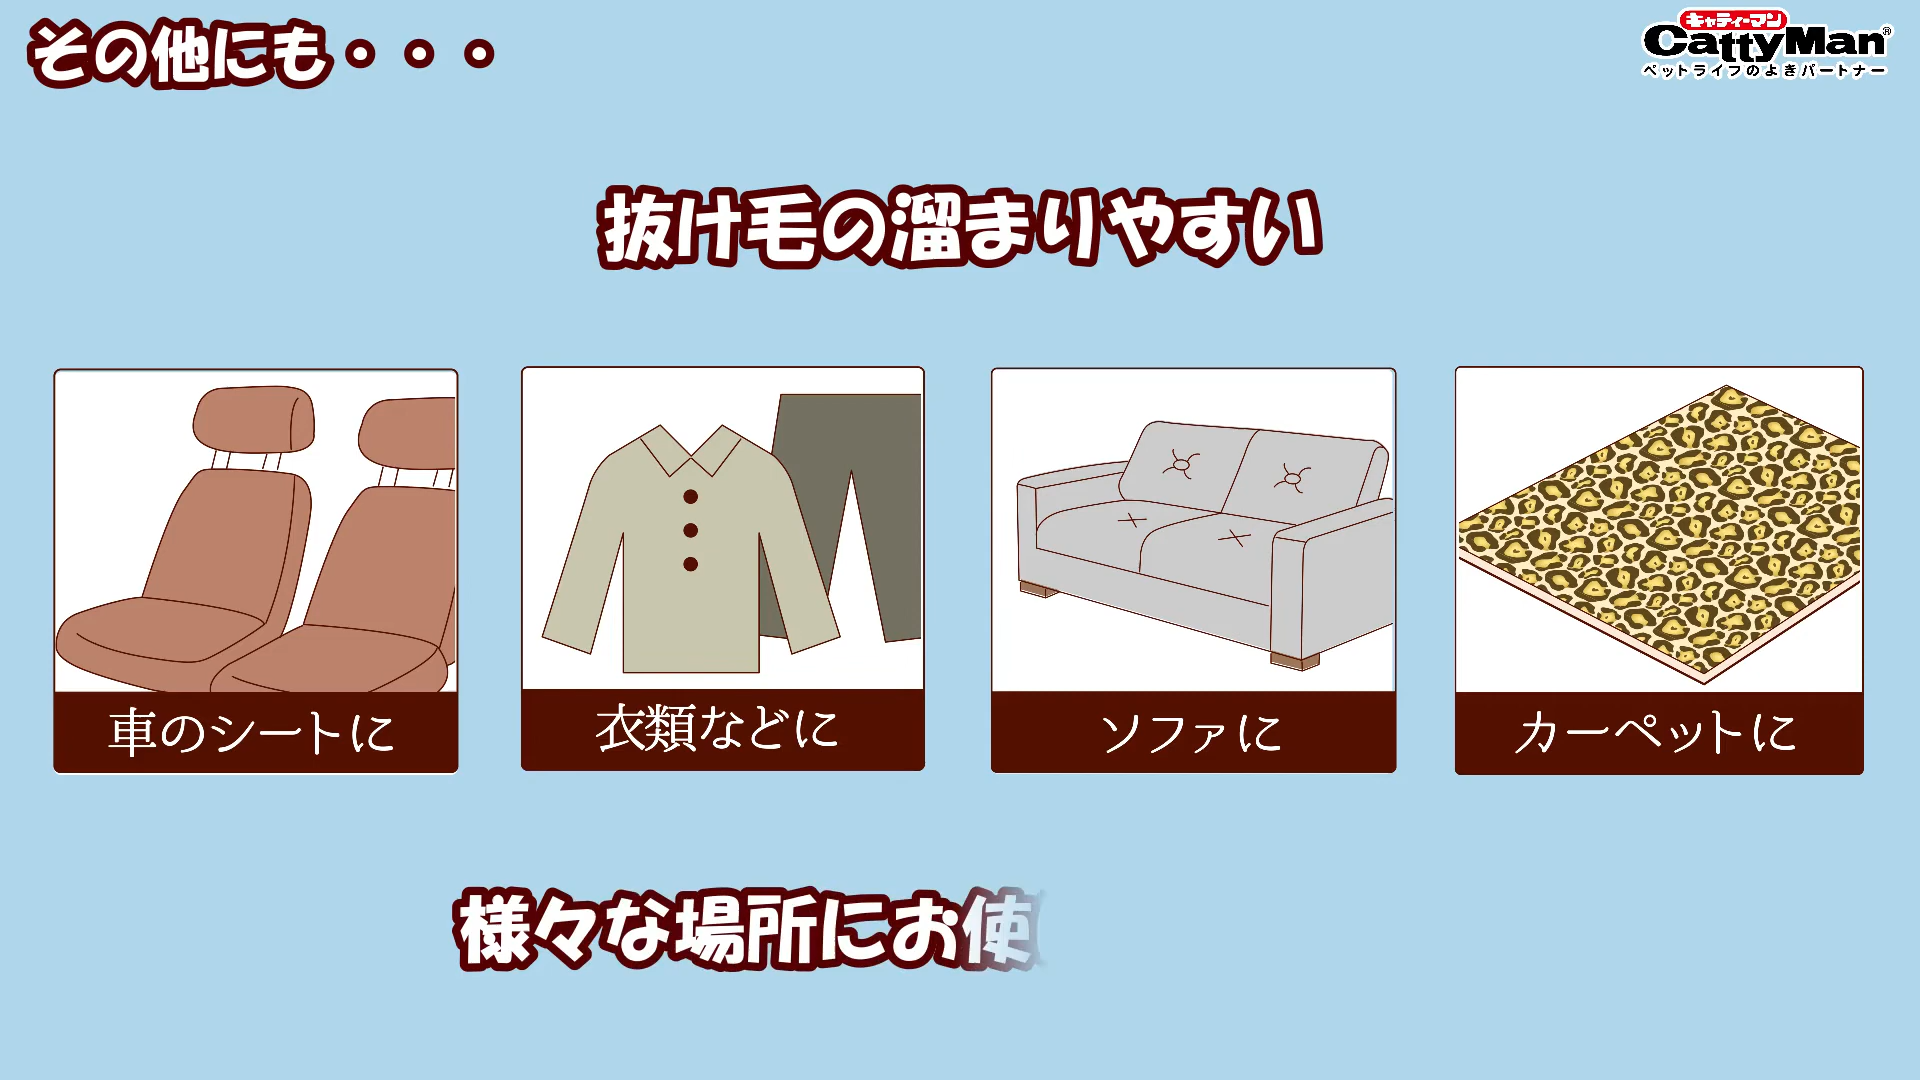 その他にも・・・
キャティーマン
CattyMan®
ペットライフのよきパートナー
抜け毛の溜まりやすい
車のシートに
衣類などに
ソファに
カーペットに
様々な場所にお使